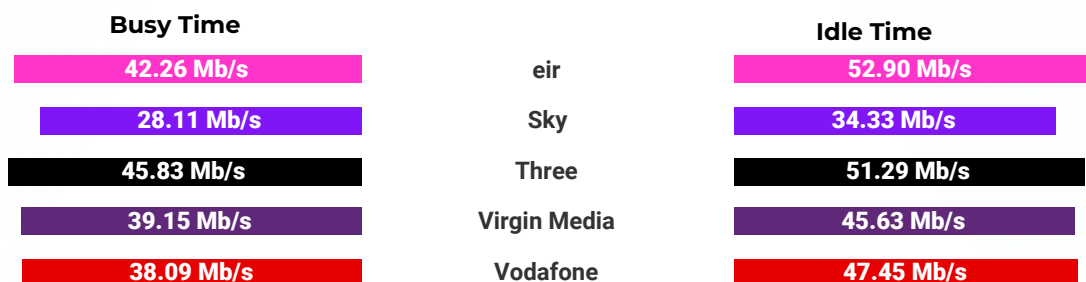 Busy Time
Idle Time
42.26 Mb/s eir 52.90 Mb/s
28.11 Mb/s Sky 34.33 Mb/s
45.83 Mb/s Three 51.29 Mb/s
39.15 Mb/s Virgin Media 45.63 Mb/s
38.09 Mb/s Vodafone 47.45 Mb/s